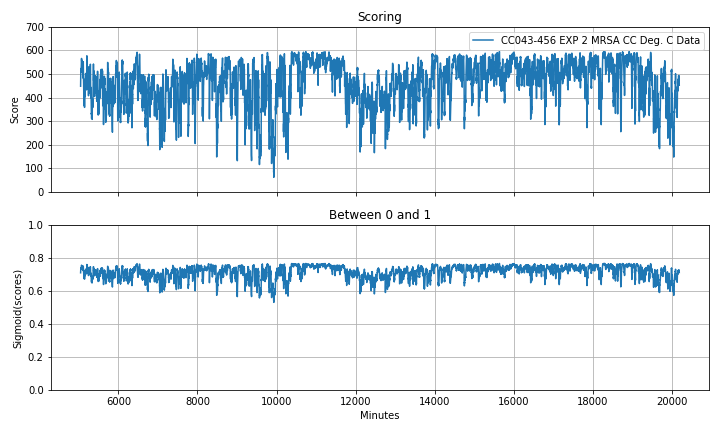 Scoring
700
600
500
400
300
200
100
0
Score
CC043-456 EXP 2 MRSA CC Deg. C Data
Between 0 and 1
1.0
0.8
0.6
0.4
0.2
0.0
Sigmoid(scores)
6000 8000 10000 12000 14000 16000 18000 20000
Minutes